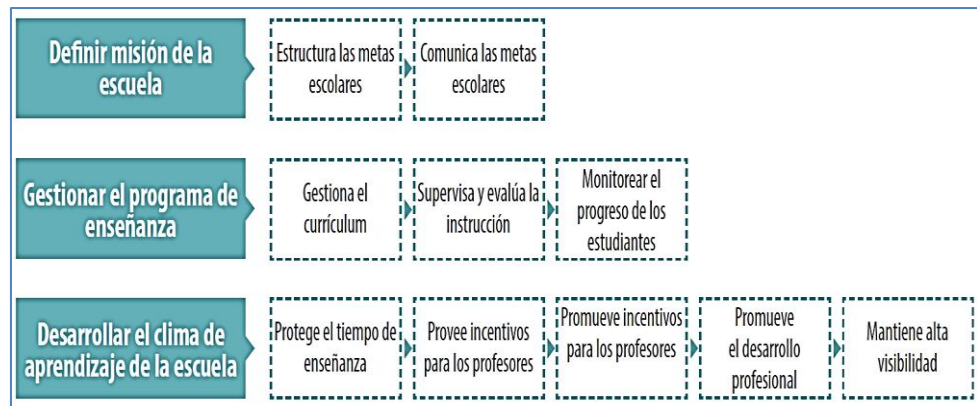 Definir misión de la
escuela
Estructura las metas
escolares
Comunica las metas
escolares
Gestionar el programa de
enseñanza
Gestiona el
currículum
Supervisa y evalúa la
instrucción
Monitorear el
progreso de los
estudiantes
Desarrollar el clima de
aprendizaje de la escuela
Protege el tiempo de
enseñanza
Provee incentivos
para los profesores
Promueve incentivos
para los profesores
Promueve
el desarrollo
profesional
Mantiene alta
visibilidad